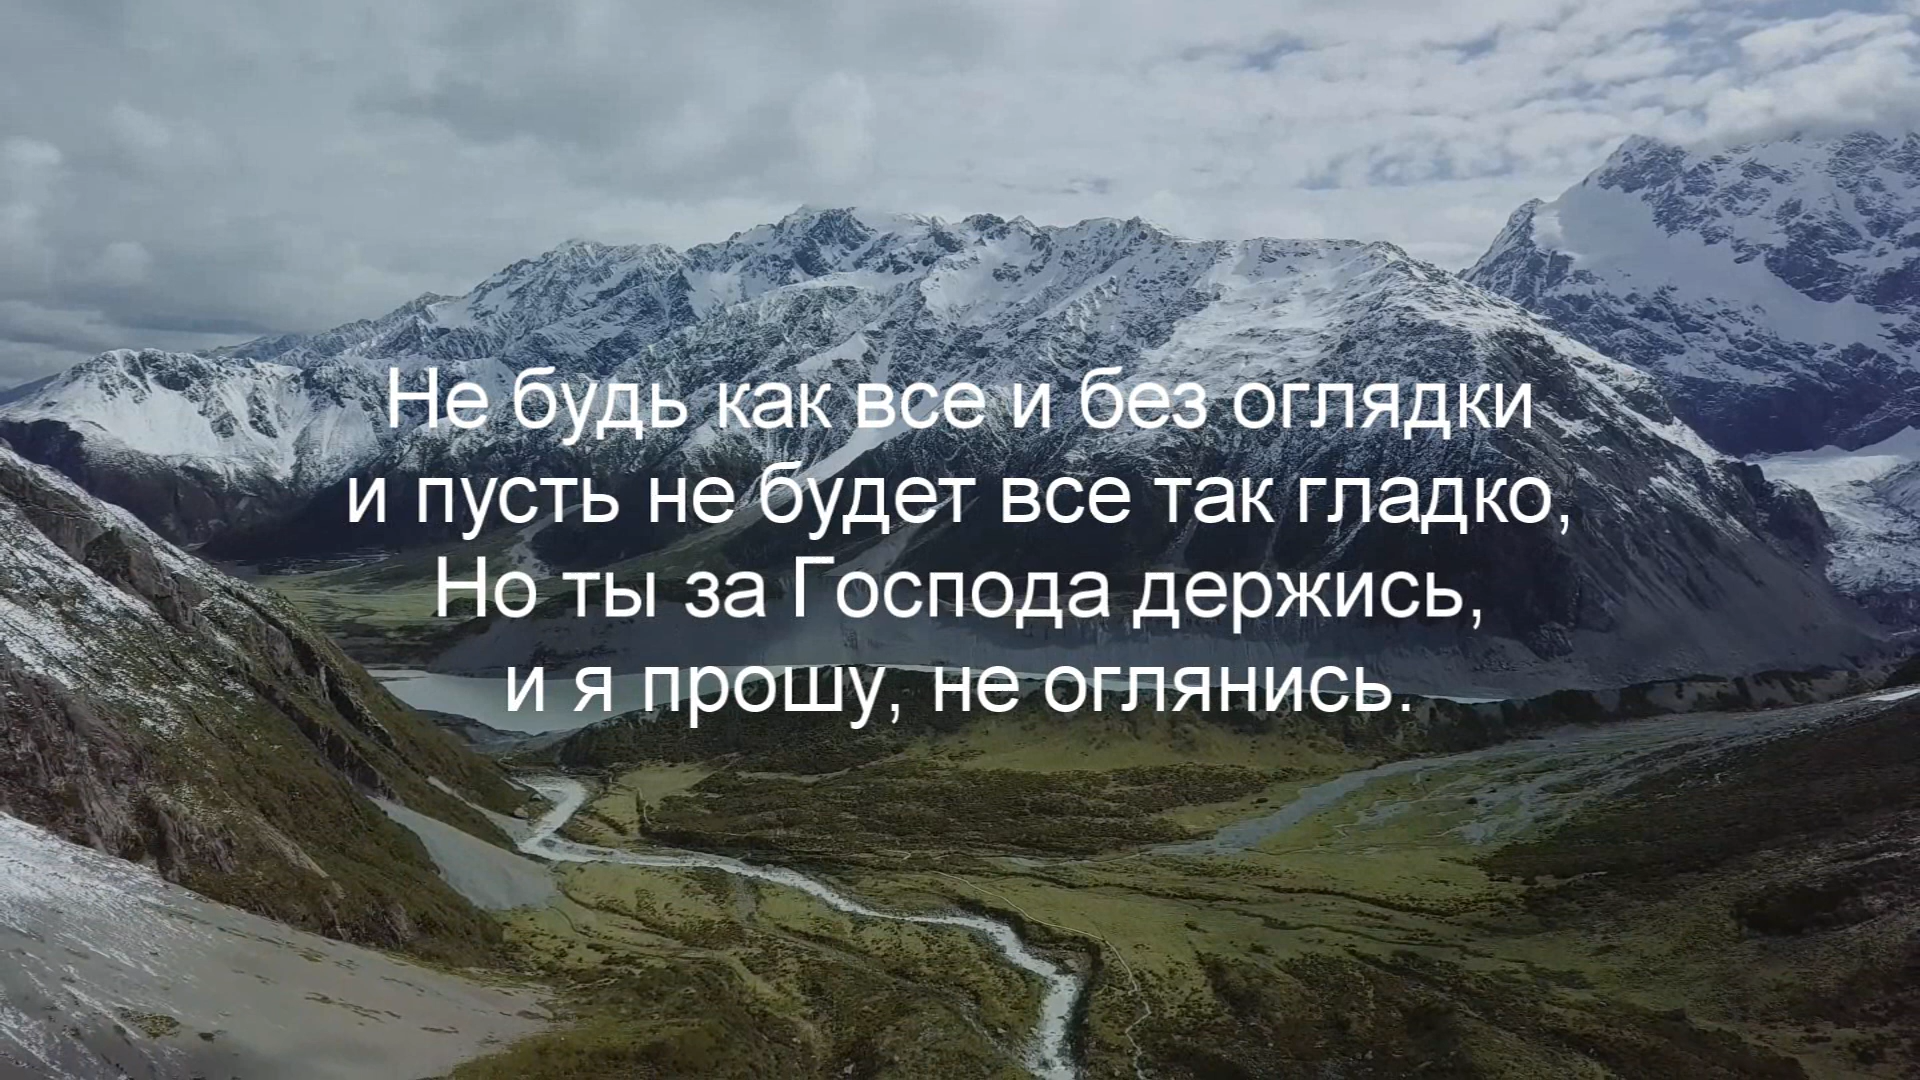 Не будь как все и без оглядки
и пусть не будет все так гладко,
Но ты за Господа держись,
и я прошу, не оглянись.